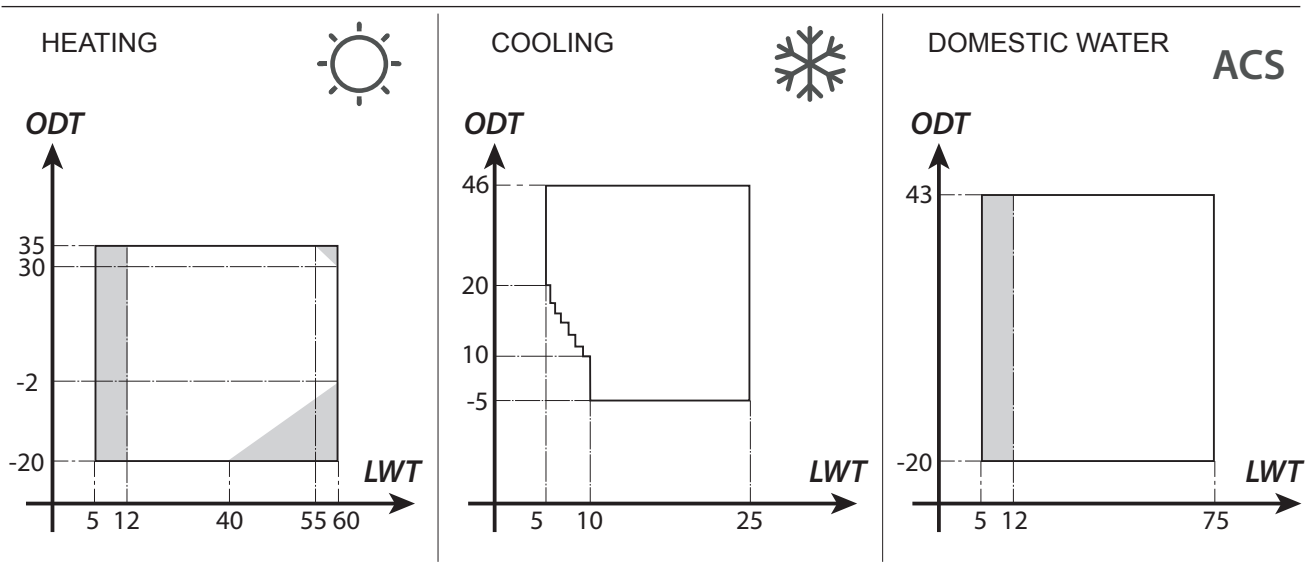 HEATING
ODT
35
30
-2
-20
LWT
5 12 40 55 60
COOLING
ODT
46
20
10
-5
LWT
5 10 25
DOMESTIC WATER
ACS
ODT
43
-20
LWT
5 12 75